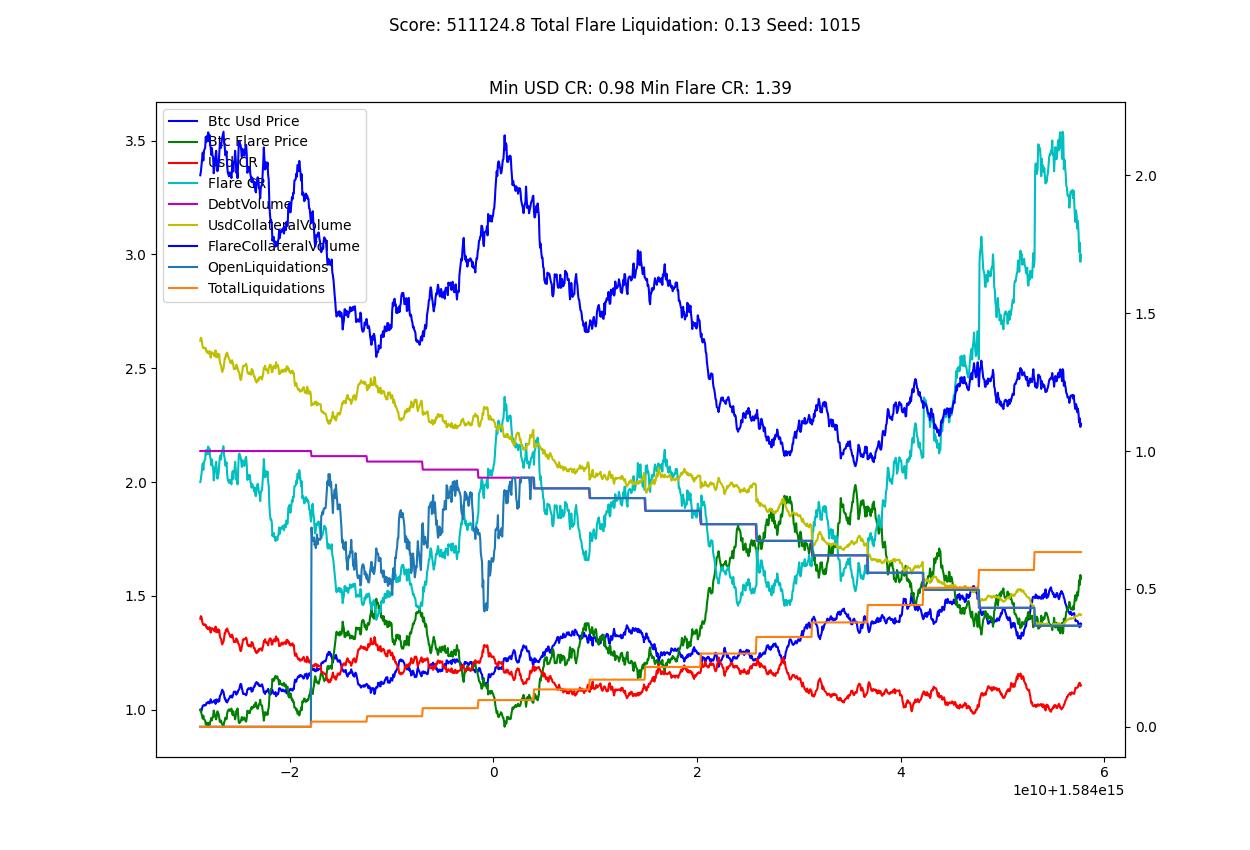 Score: 511124.8 Total Flare Liquidation: 0.13 Seed: 1015
Min USD CR: 0.98 Min Flare CR: 1.39
Btc Usd Price
Btc Flare Price
Usd CR
Flare CR
DebtVolume
UsdCollateralVolume
FlareCollateralVolume
OpenLiquidations
TotalLiquidations
3.5
3.0
2.5
2.0
1.5
1.0
2.0
1.5
1.0
0.5
0.0
−2
0
2
4
6
1e10+1.584e15